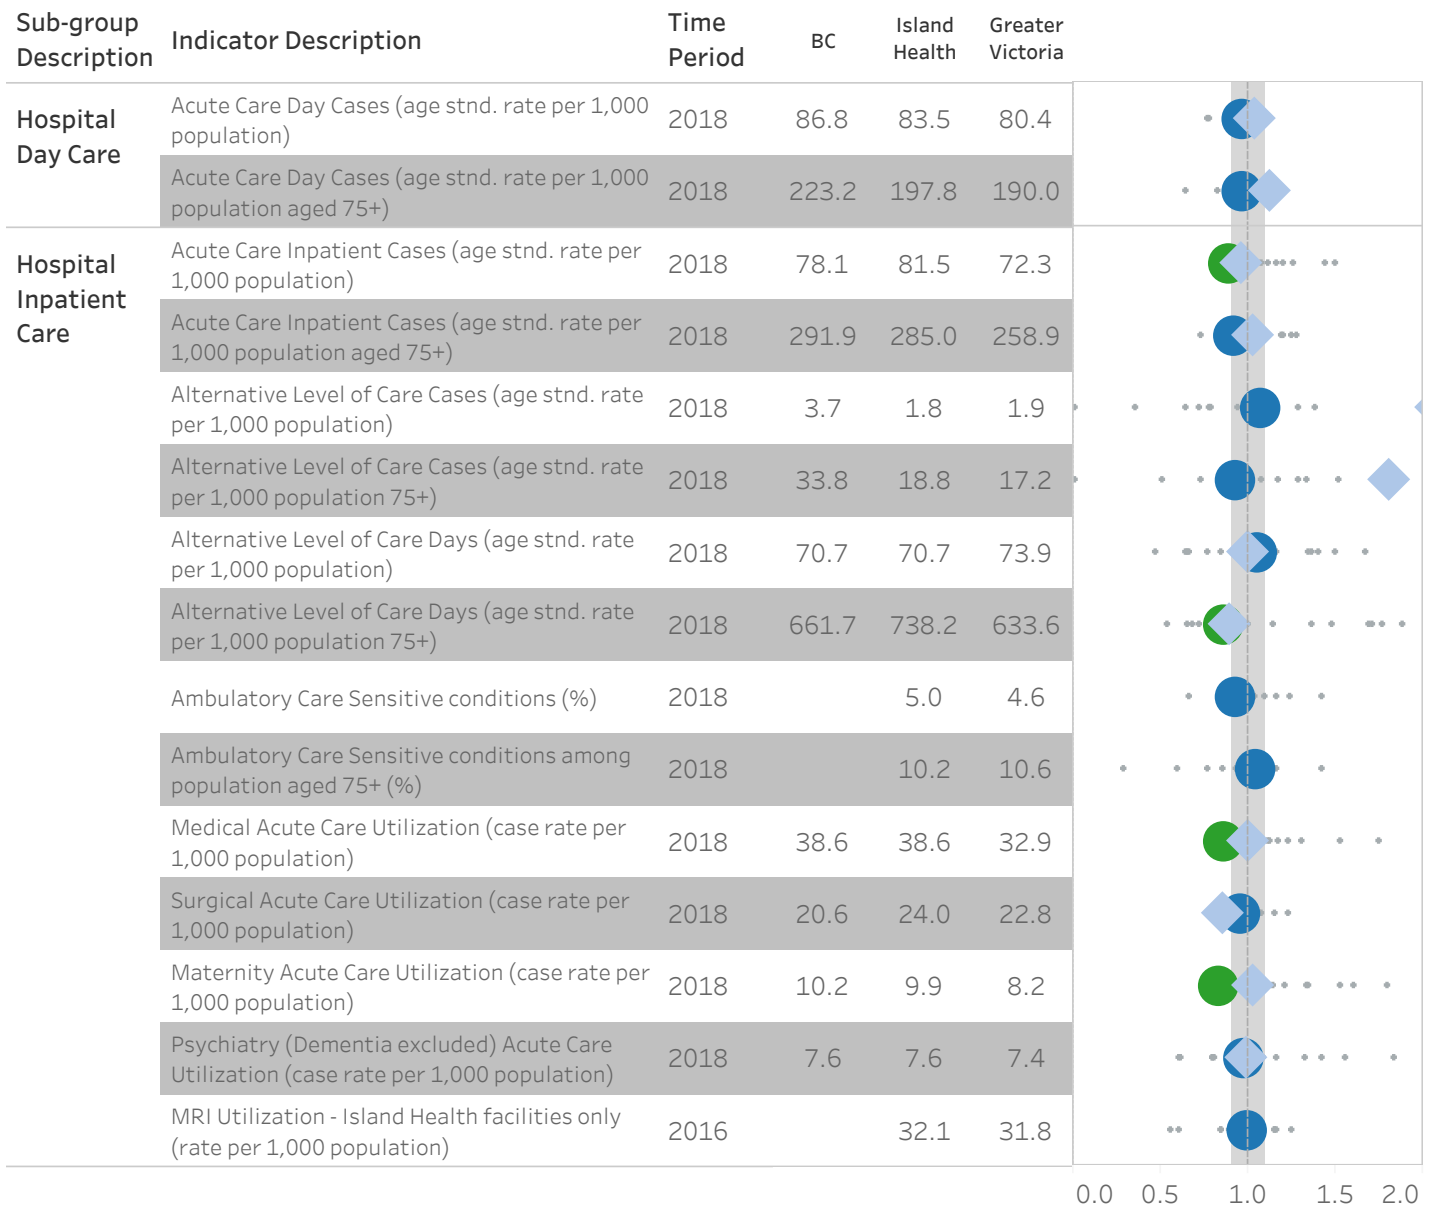 Sub-group Description Indicator Description Time Period BC Island Health Greater Victoria
Hospital Day Care
Acute Care Day Cases (age stnd. rate per 1,000
population) 2018 86.8 83.5 80.4
Acute Care Day Cases (age stnd. rate per 1,000
population aged 75+) 2018 223.2 197.8 190.0
Hospital Inpatient Care
Acute Care Inpatient Cases (age stnd. rate per
1,000 population) 2018 78.1 81.5 72.3
Acute Care Inpatient Cases (age stnd. rate per
1,000 population aged 75+) 2018 291.9 285.0 258.9
Alternative Level of Care Cases (age stnd. rate
per 1,000 population) 2018 3.7 1.8 1.9
Alternative Level of Care Cases (age stnd. rate
per 1,000 population 75+) 2018 33.8 18.8 17.2
Alternative Level of Care Days (age stnd. rate
per 1,000 population) 2018 70.7 70.7 73.9
Alternative Level of Care Days (age stnd. rate
per 1,000 population 75+) 2018 661.7 738.2 633.6
Ambulatory Care Sensitive conditions (%) 2018 5.0 4.6
Ambulatory Care Sensitive conditions among
population aged 75+ (%) 2018 10.2 10.6
Medical Acute Care Utilization (case rate per
1,000 population) 2018 38.6 38.6 32.9
Surgical Acute Care Utilization (case rate per
1,000 population) 2018 20.6 24.0 22.8
Maternity Acute Care Utilization (case rate per
1,000 population) 2018 10.2 9.9 8.2
Psychiatry (Dementia excluded) Acute Care
Utilization (case rate per 1,000 population) 2018 7.6 7.6 7.4
MRI Utilization - Island Health facilities only
(rate per 1,000 population) 2016 32.1 31.8
0.0 0.5 1.0 1.5 2.0